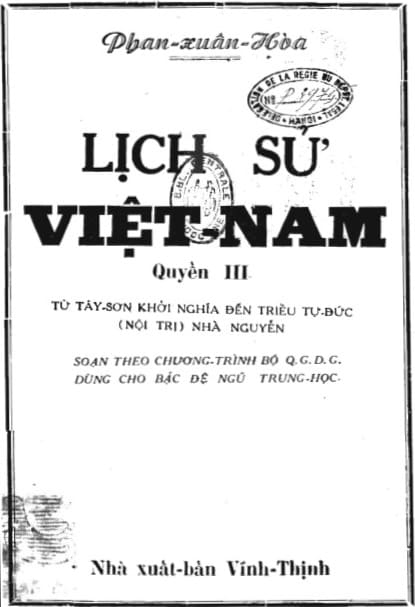 Phan-xuân-Hòa
LỊCH SỬ
VIỆT-NAM
Quyển III
TỪ TÂY-SƠN KHỞI NGHĨA ĐẾN TRIỀU TỰ-ĐỨC
(NỘI TRỊ) NHÀ NGUYỄN
SOẠN THEO CHƯƠNG-TRÌNH BỘ Q.G.D.G.
DÙNG CHO BẬC ĐỆ NGŨ TRUNG-HỌC.
Nhà xuất-bản Vĩnh-Thịnh